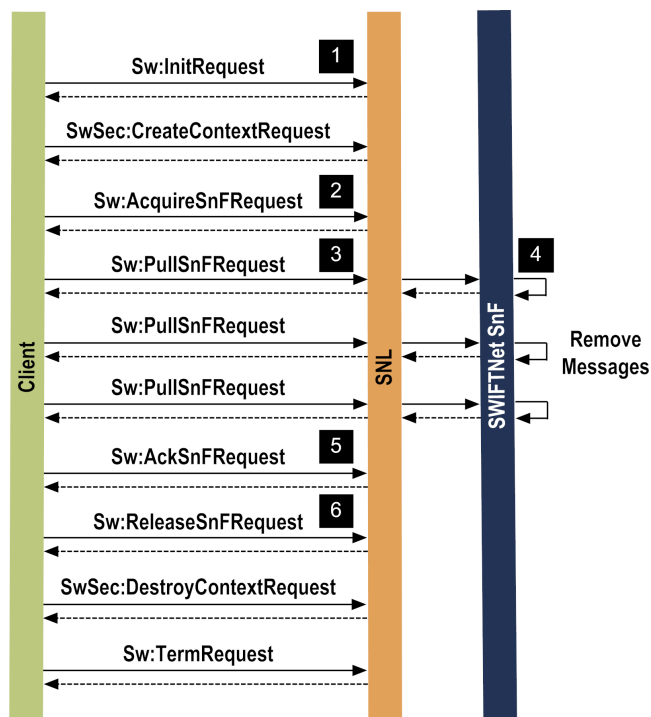 1
Sw:InitRequest
SwSec:CreateContextRequest
2
Sw:AcquireSnFRequest
3
Sw:PullSnFRequest
4
Sw:PullSnFRequest
Remove
Messages
Sw:PullSnFRequest
Client
SNL
SWIFTNet SnF
5
Sw:AckSnFRequest
6
Sw:ReleaseSnFRequest
SwSec:DestroyContextRequest
Sw:TermRequest